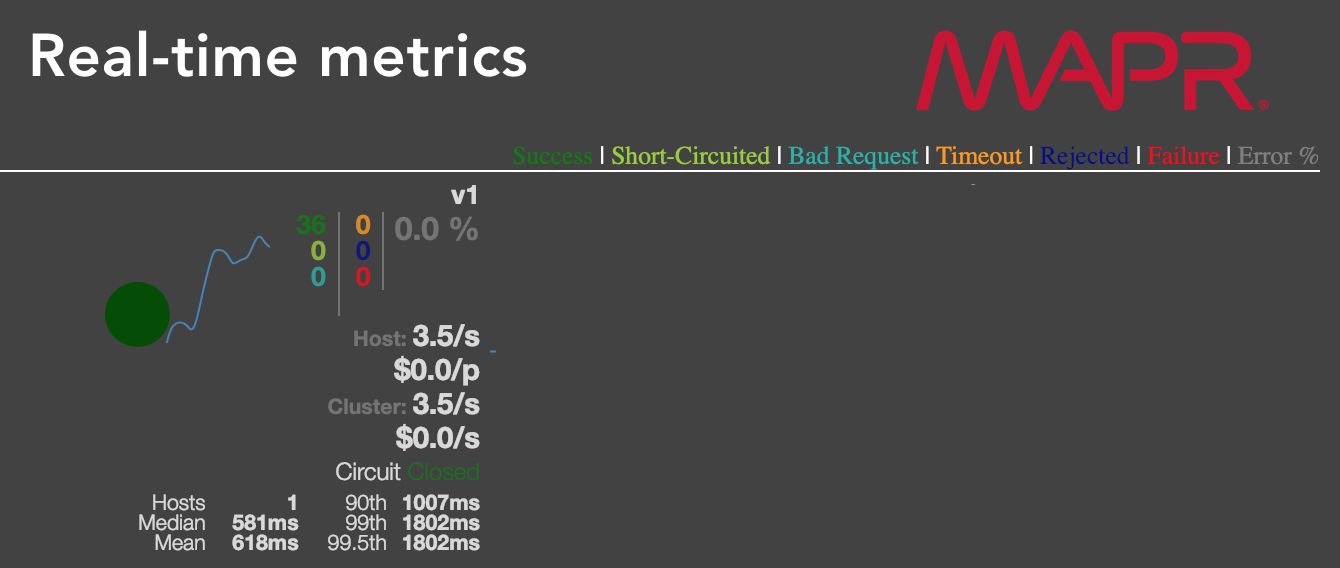 Real-time metrics
MAPR®
Success | Short-Circuited | Bad Request | Timeout | Rejected | Failure | Error %
v1
36 0 0.0 %
0 0
0 0
Host: 3.5/s
$0.0/p
Cluster: 3.5/s
$0.0/s
Circuit Closed
Hosts 1 90th 1007ms
Median 581ms 99th 1802ms
Mean 618ms 99.5th 1802ms